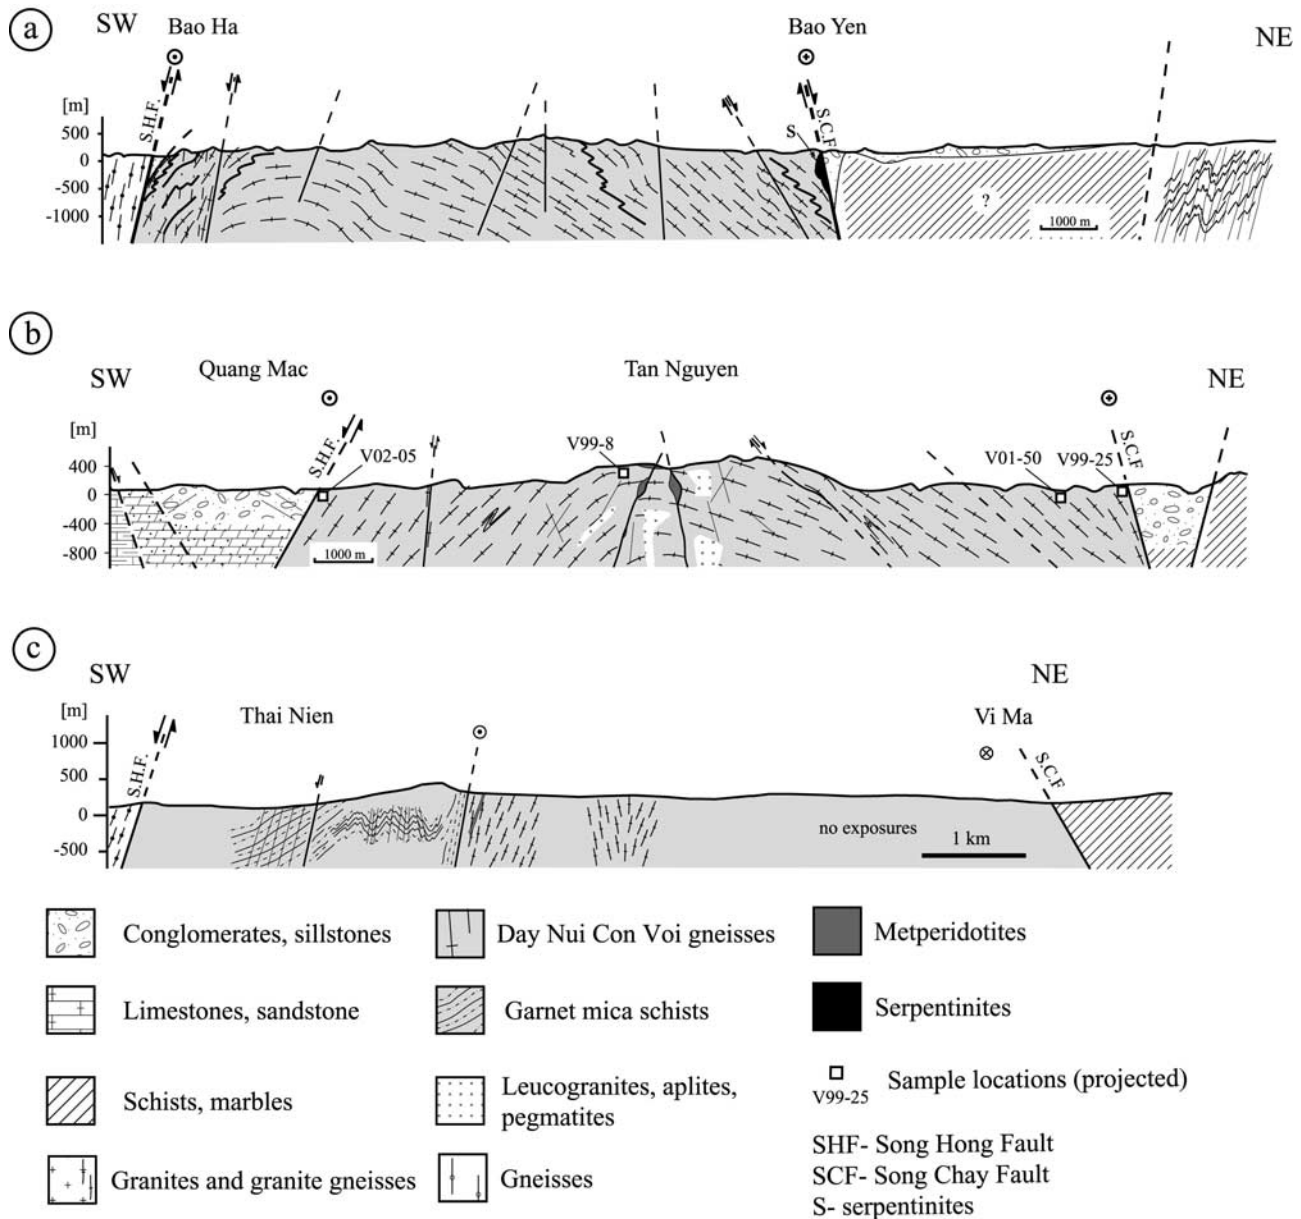 a
SW
Bao Ha
Bao Yen
NE
[m]
S.H.F.
S
S.C.F
500
0
-500
-1000
?
1000 m
b
SW
Quang Mac
Tan Nguyen
NE
[m]
S.H.F.
V02-05
V99-8
V01-50
V99-25
S.C.F
400
0
-400
-800
1000 m
c
SW
NE
[m]
Thai Nien
Vi Ma
S.H.F.
S.C.F
1000
500
0
-500
no exposures
1 km
Conglomerates, sillstones
Day Nui Con Voi gneisses
Metperidotites
Limestones, sandstone
Garnet mica schists
Serpentinites
Schists, marbles
Leucogranites, aplites,
pegmatites
V99-25
Sample locations (projected)
Granites and granite gneisses
Gneisses
SHF- Song Hong Fault
SCF- Song Chay Fault
S- serpentinites